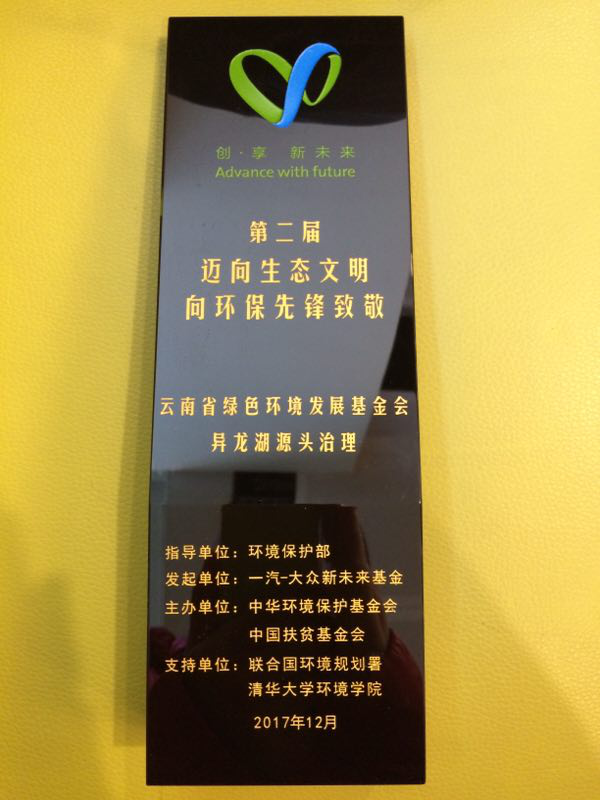 创·享 新未来
Advance with future
第二届
迈向生态文明
向环保先锋致敬
云南省绿色环境发展基金会
异龙湖源头治理
指导单位：环境保护部
发起单位：一汽-大众新未来基金
主办单位：中华环境保护基金会
中国扶贫基金会
支持单位：联合国环境规划署
清华大学环境学院
2017年12月